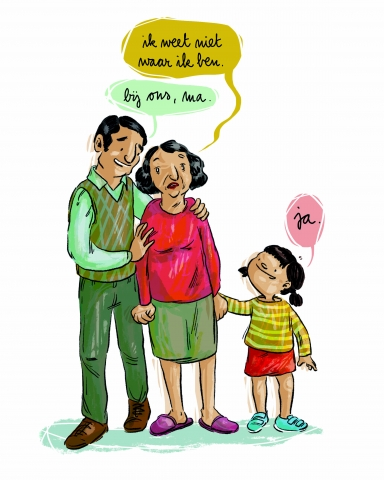 ik weet niet
waar ik ben.
bij ons, ma.
ja.